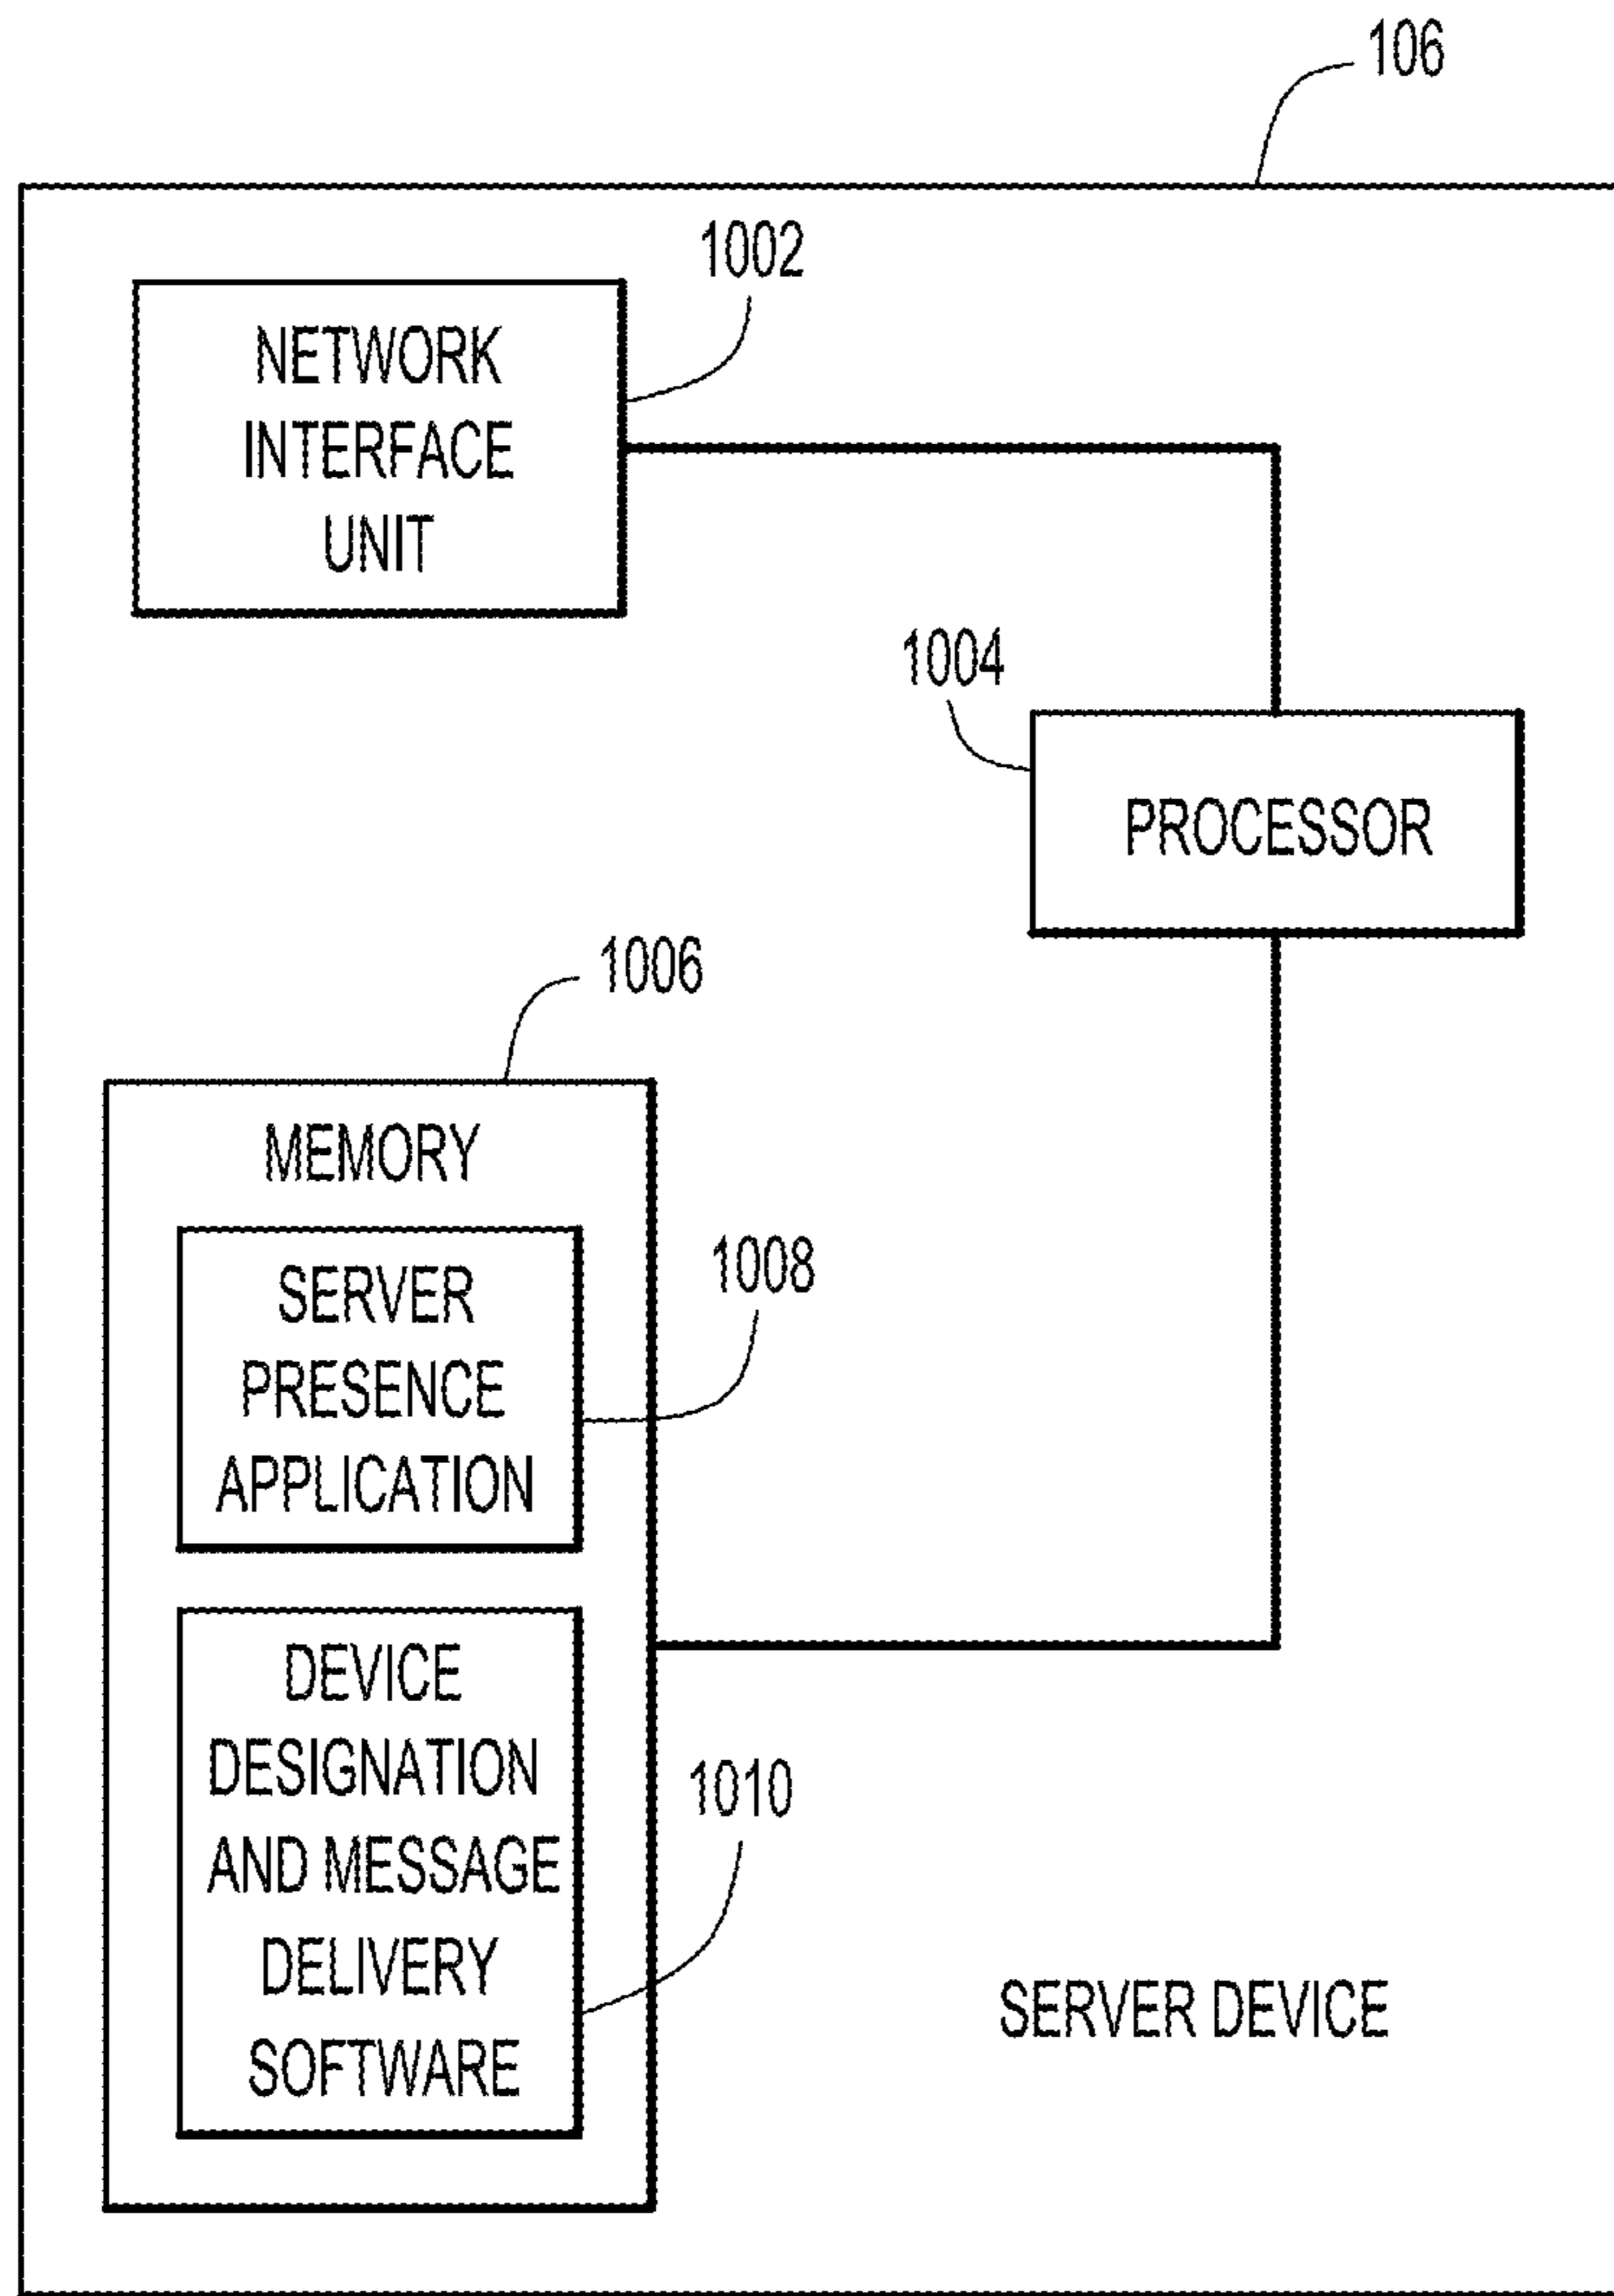 106
1002
NETWORK
INTERFACE
UNIT
1004
PROCESSOR
1006
MEMORY
SERVER
PRESENCE
APPLICATION
1008
DEVICE
DESIGNATION
AND MESSAGE
DELIVERY
SOFTWARE
1010
SERVER DEVICE